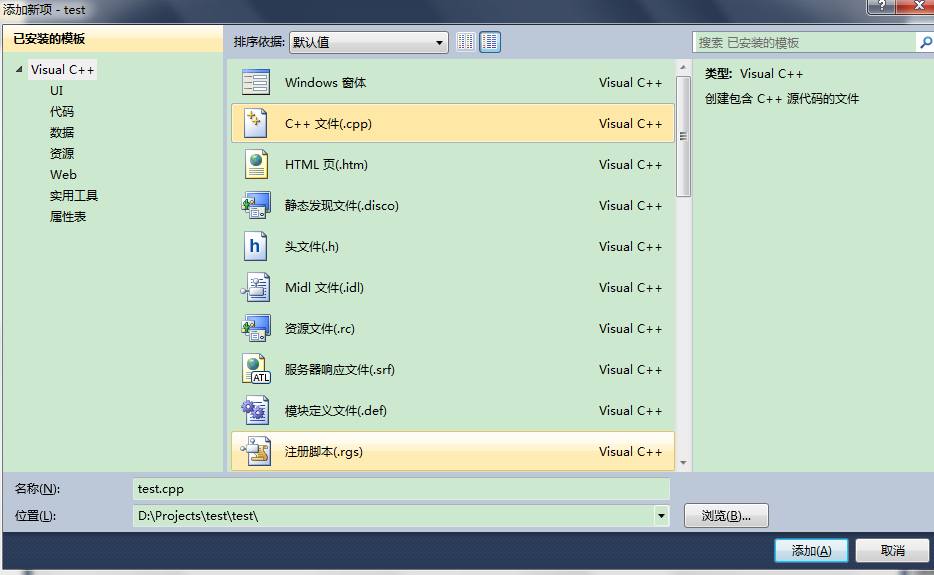 添加新项 - test
已安装的模板
Visual C++
UI
代码
数据
资源
Web
实用工具
属性表
排序依据: 默认值
Windows 窗体 Visual C++
C++ 文件(.cpp) Visual C++
HTML 页(.htm) Visual C++
静态发现文件(.disco) Visual C++
头文件(.h) Visual C++
Midl 文件(.idl) Visual C++
资源文件(.rc) Visual C++
服务器响应文件(.srf) Visual C++
模块定义文件(.def) Visual C++
注册脚本(.rgs) Visual C++
h
ATL
搜索 已安装的模板
类型: Visual C++
创建包含 C++ 源代码的文件
名称(N): test.cpp
位置(L): D:\Projects\test\test\
浏览(B)...
添加(A) 取消